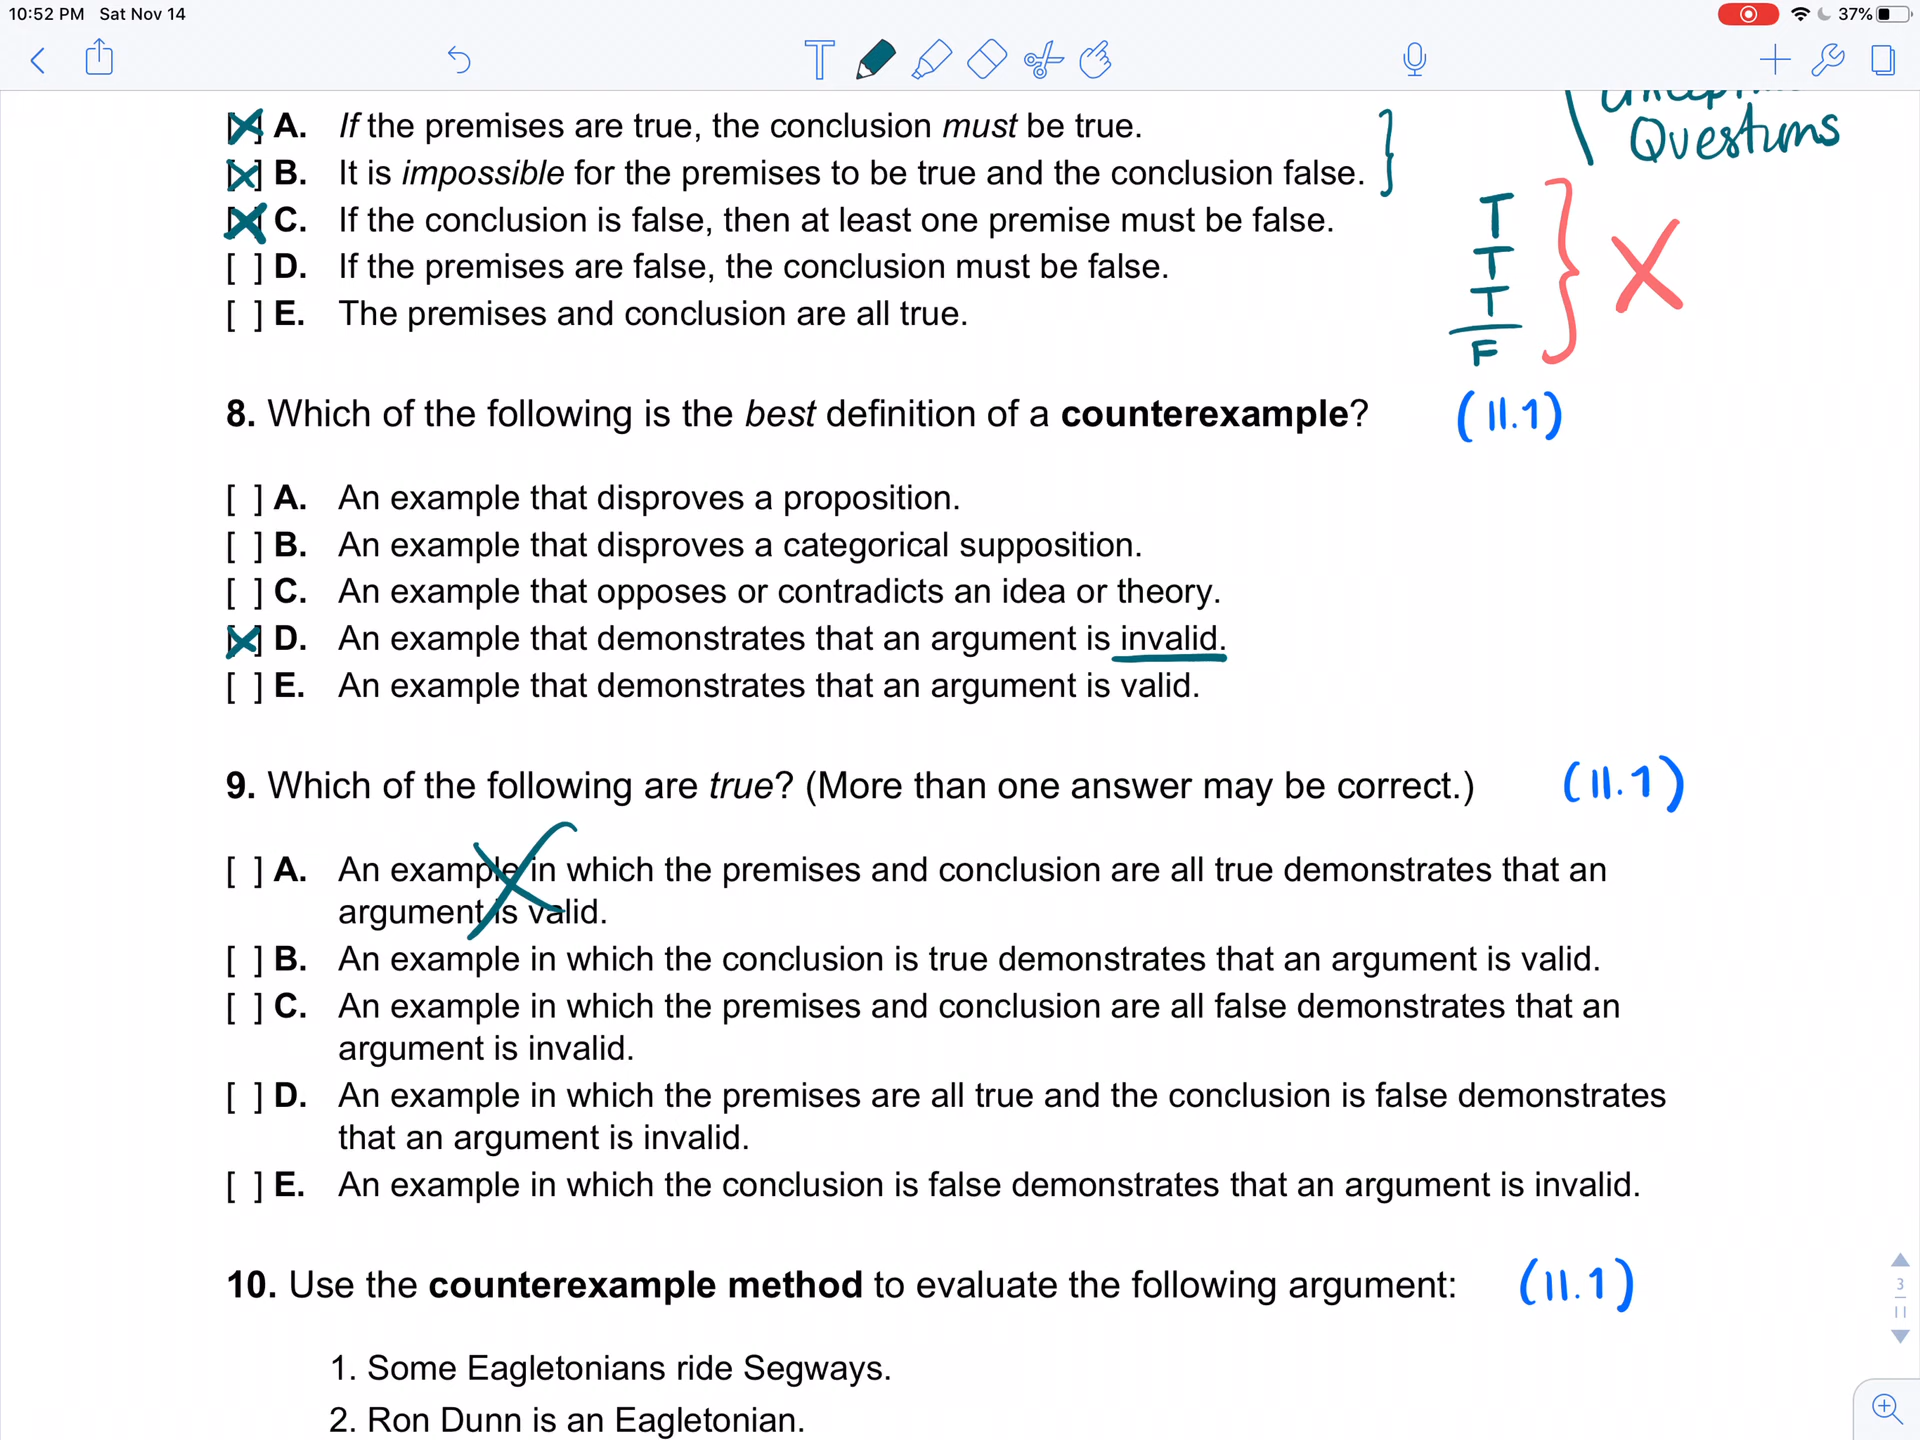 10:52 PM Sat Nov 14
37%
Questions
[ ] A. If the premises are true, the conclusion must be true.
[ ] B. It is impossible for the premises to be true and the conclusion false.
[ ] C. If the conclusion is false, then at least one premise must be false.
[ ] D. If the premises are false, the conclusion must be false.
[ ] E. The premises and conclusion are all true.
T
T
T
F
X
8. Which of the following is the best definition of a counterexample? (11.1)
[ ] A. An example that disproves a proposition.
[ ] B. An example that disproves a categorical supposition.
[ ] C. An example that opposes or contradicts an idea or theory.
[ ] D. An example that demonstrates that an argument is invalid.
[ ] E. An example that demonstrates that an argument is valid.
9. Which of the following are true? (More than one answer may be correct.) (11.1)
[ ] A. An example in which the premises and conclusion are all true demonstrates that an
argument is valid.
[ ] B. An example in which the conclusion is true demonstrates that an argument is valid.
[ ] C. An example in which the premises and conclusion are all false demonstrates that an
argument is invalid.
[ ] D. An example in which the premises are all true and the conclusion is false demonstrates
that an argument is invalid.
[ ] E. An example in which the conclusion is false demonstrates that an argument is invalid.
10. Use the counterexample method to evaluate the following argument: (11.1)
3
11
1. Some Eagletonians ride Segways.
2. Ron Dunn is an Eagletonian.